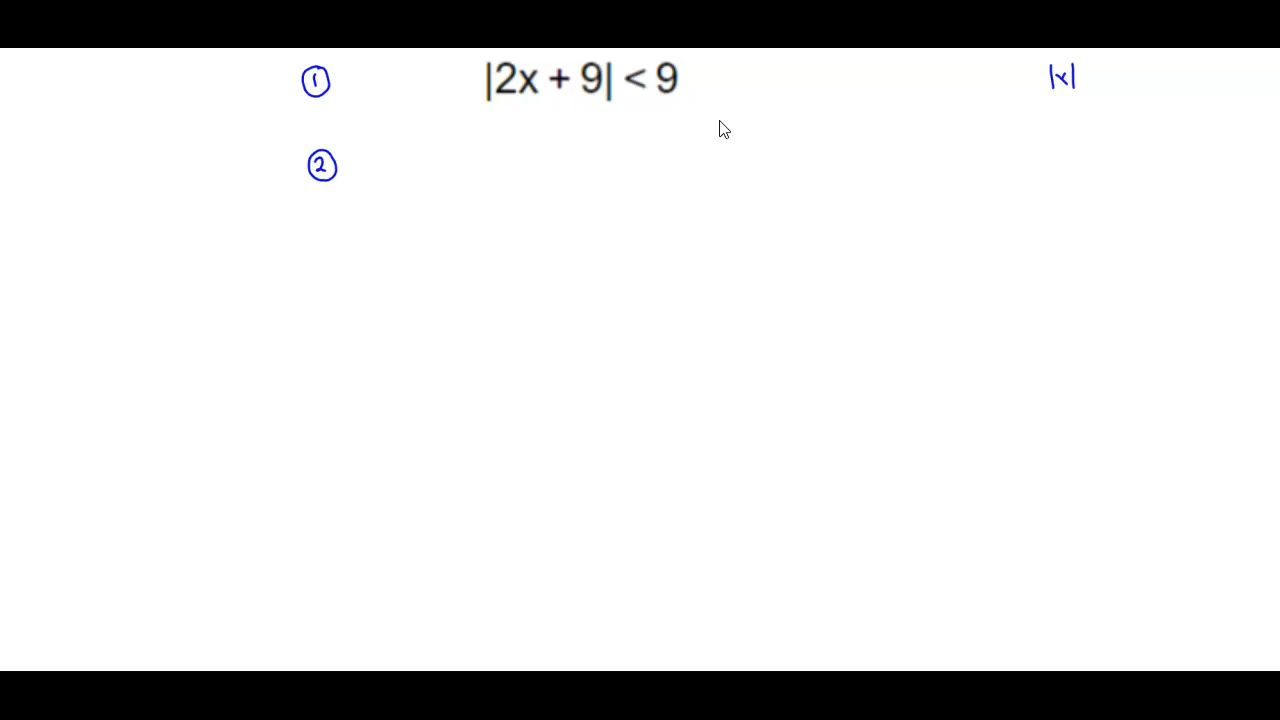 ① |2x + 9| < 9 |x|
②